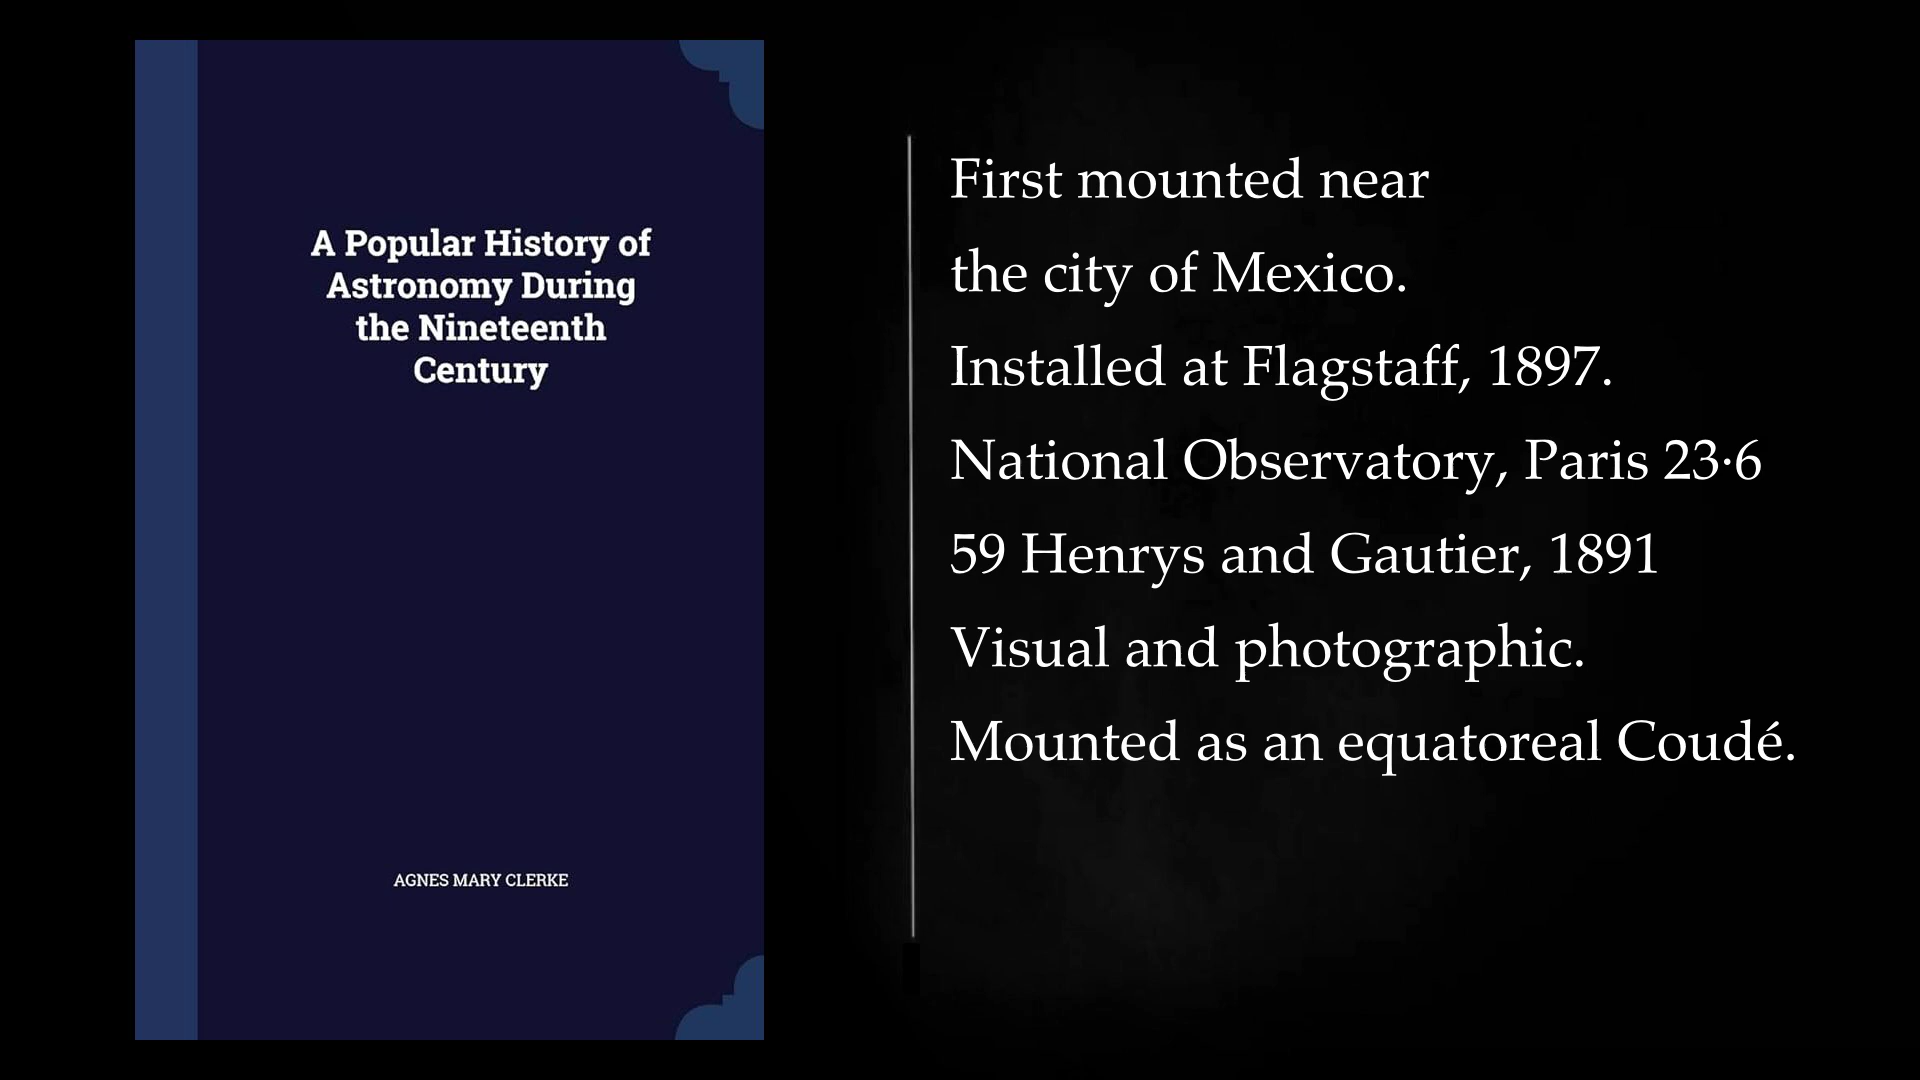 A Popular History of
Astronomy During
the Nineteenth
Century
AGNES MARY CLERKE
First mounted near
the city of Mexico.
Installed at Flagstaff, 1897.
National Observatory, Paris 23·6
59 Henrys and Gautier, 1891
Visual and photographic.
Mounted as an equatoreal Coudé.